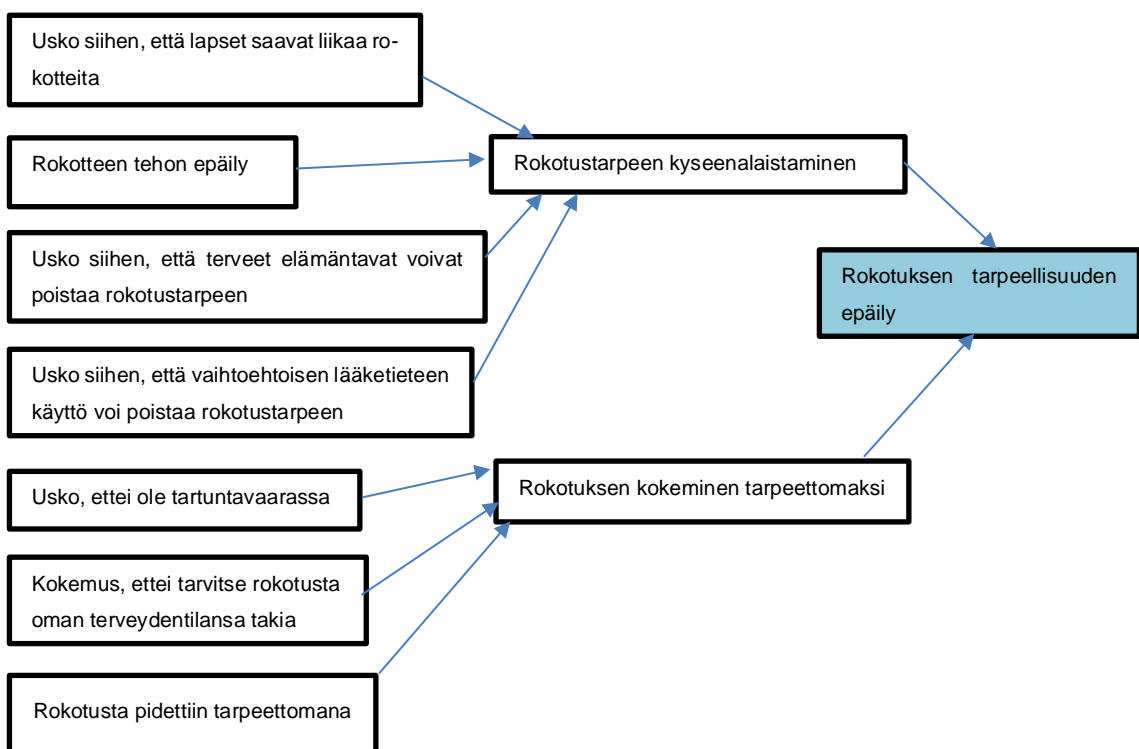 Usko siihen, että lapset saavat liikaa ro-
kotteita
Rokotteen tehon epäily
Rokotustarpeen kyseenalaistaminen
Usko siihen, että terveet elämäntavat voivat
poistaa rokotustarpeen
Rokotuksen tarpeellisuuden
epäily
Usko siihen, että vaihtoehtoisen lääketieteen
käyttö voi poistaa rokotustarpeen
Usko, ettei ole tartuntavaarassa
Rokotuksen kokeminen tarpeettomaksi
Kokemus, ettei tarvitse rokotusta
oman terveydentilansa takia
Rokotusta pidettiin tarpeettomana